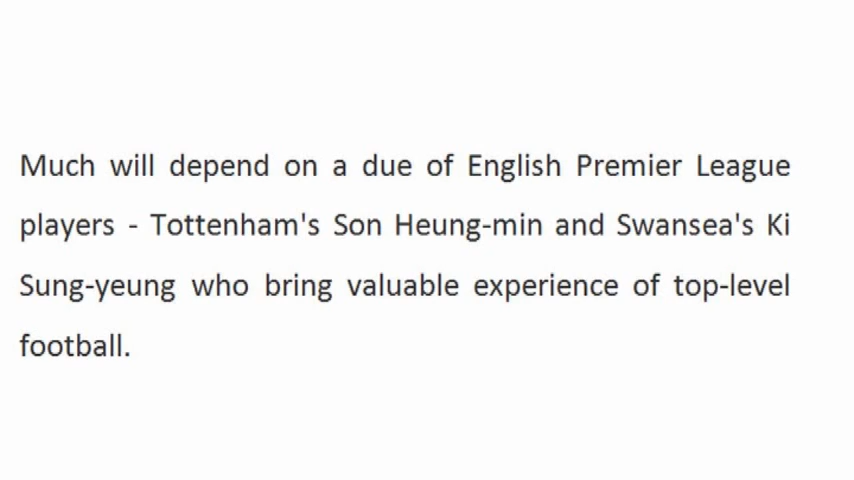 Much will depend on a due of English Premier League
players - Tottenham's Son Heung-min and Swansea's Ki
Sung-yeung who bring valuable experience of top-level
football.